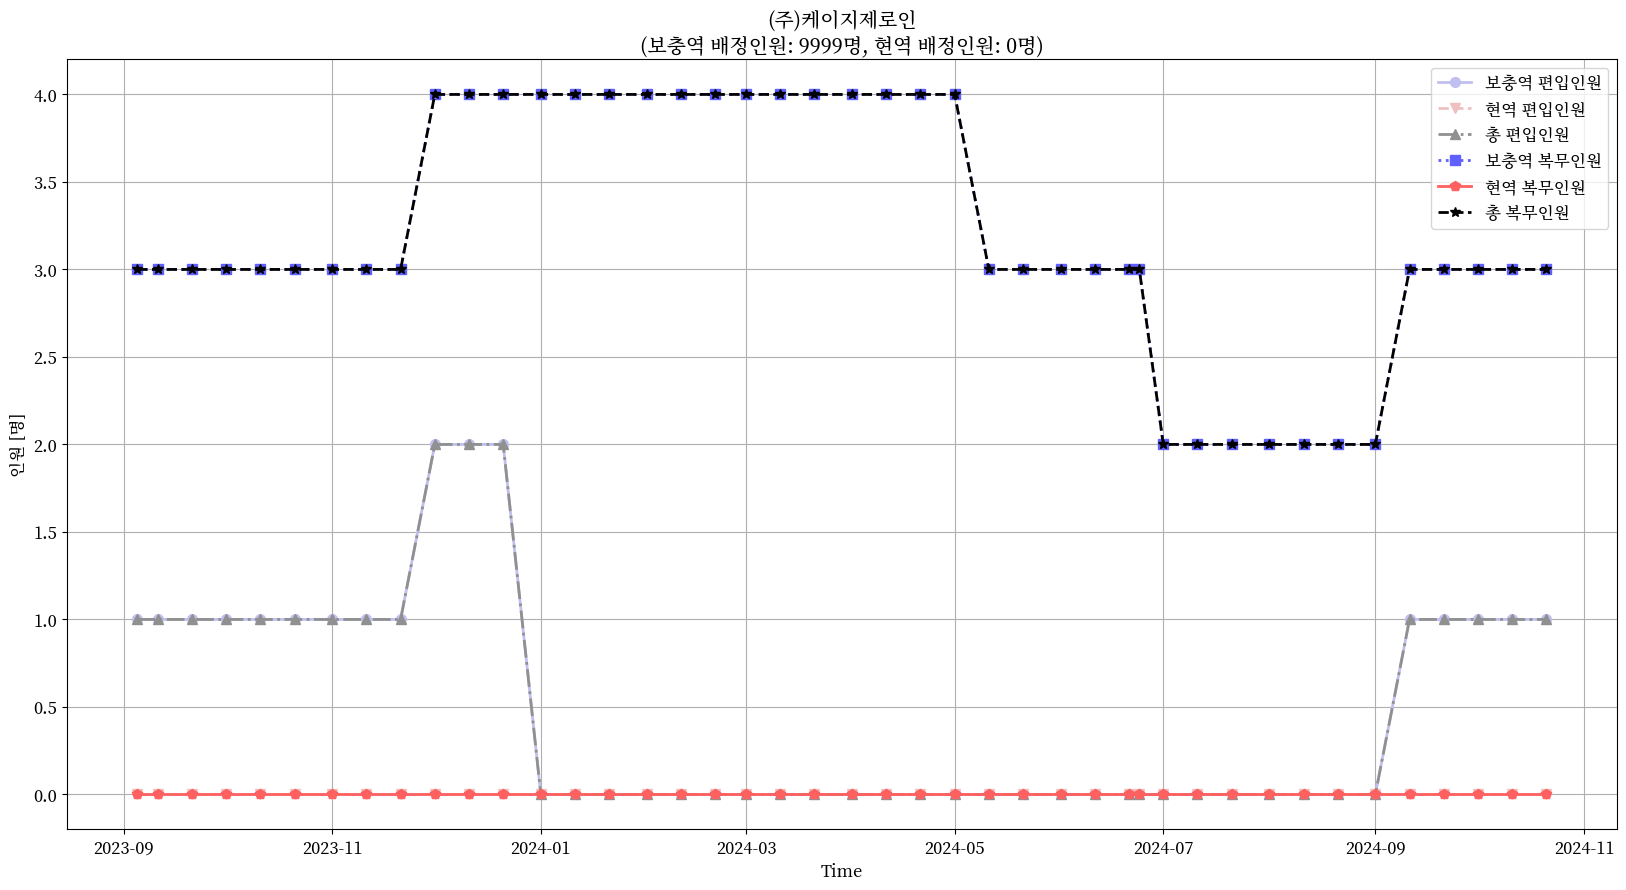 (주)케이지제로인
(보충역 배정인원: 9999명, 현역 배정인원: 0명)
보충역 편입인원
현역 편입인원
총 편입인원
보충역 복무인원
현역 복무인원
총 복무인원
4.0
3.5
3.0
2.5
2.0
1.5
1.0
0.5
0.0
인원 [명]
2023-09 2023-11 2024-01 2024-03 2024-05 2024-07 2024-09 2024-11
Time